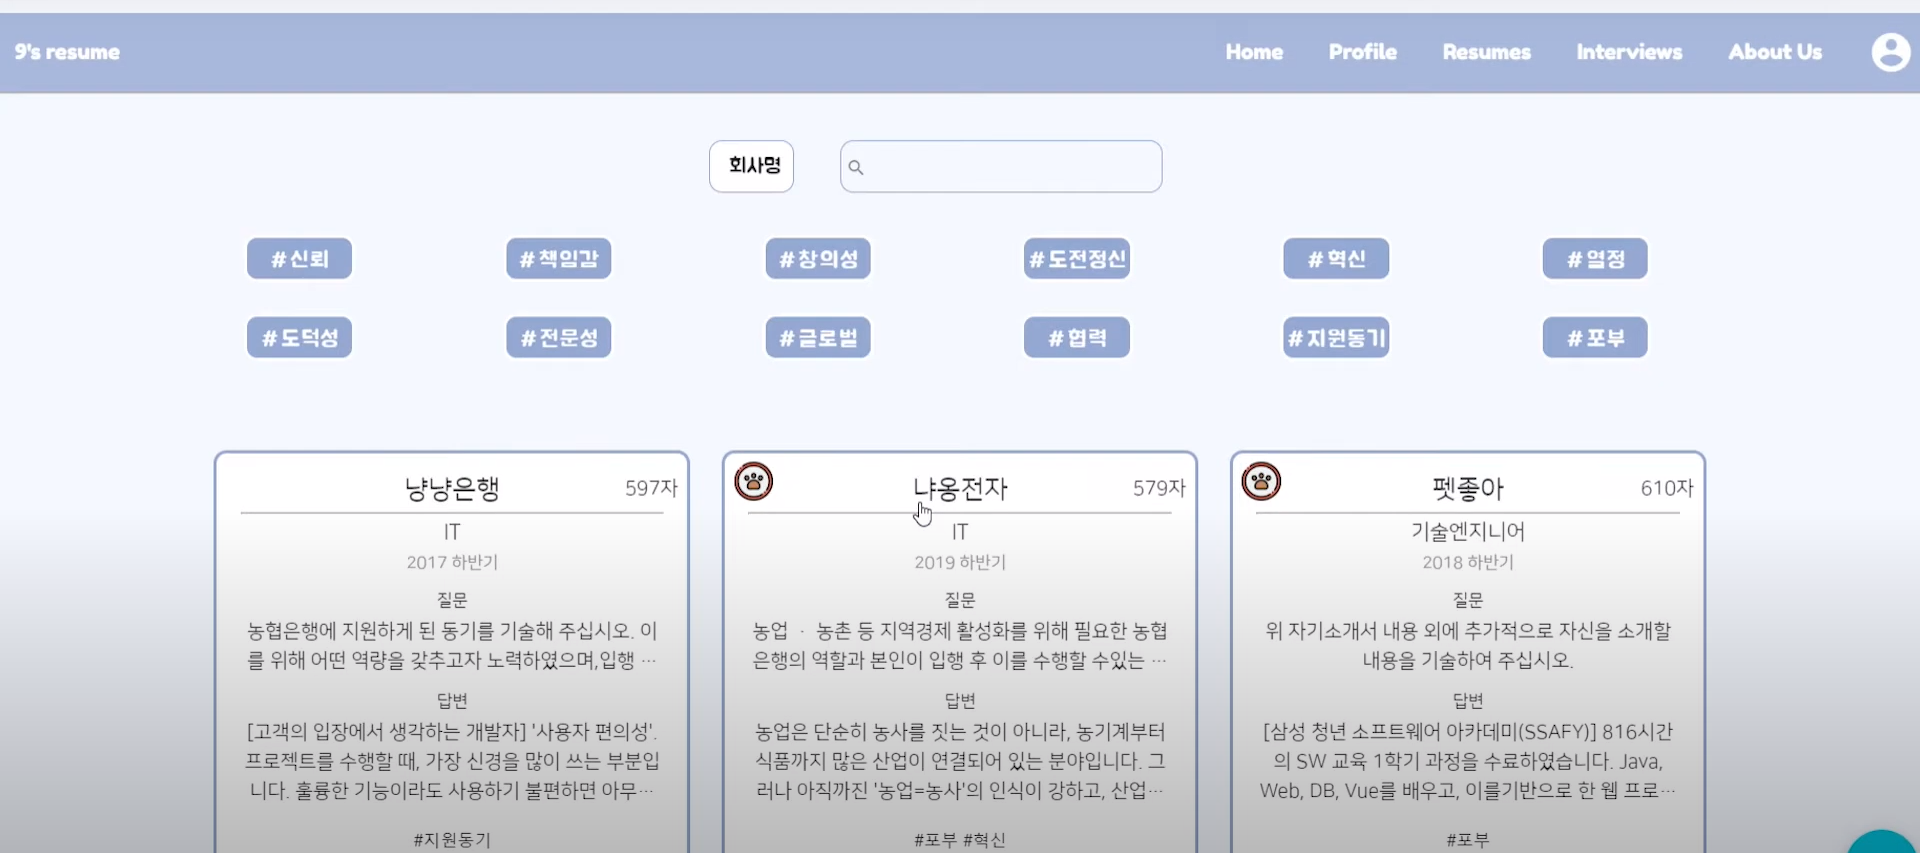 9's resume
Home Profile Resumes Interviews About Us
회사명
#신뢰 #책임감 #창의성 #도전정신 #혁신 #열정
#도덕성 #전문성 #글로벌 #협력 #지원동기 #포부
냥냥은행 597자
IT
2017 하반기
질문
농협은행에 지원하게 된 동기를 기술해 주십시오. 이
를 위해 어떤 역량을 갖추고자 노력하였으며,입행 …
답변
[고객의 입장에서 생각하는 개발자] '사용자 편의성'.
프로젝트를 수행할 때, 가장 신경을 많이 쓰는 부분입
니다. 훌륭한 기능이라도 사용하기 불편하면 아무…
#지원동기
냐옹전자 579자
IT
2019 하반기
질문
농업 · 농촌 등 지역경제 활성화를 위해 필요한 농협
은행의 역할과 본인이 입행 후 이를 수행할 수있는 …
답변
농업은 단순히 농사를 짓는 것이 아니라, 농기계부터
식품까지 많은 산업이 연결되어 있는 분야입니다. 그
러나 아직까진 '농업=농사'의 인식이 강하고, 산업…
#포부 #혁신
펫좋아 610자
기술엔지니어
2018 하반기
질문
위 자기소개서 내용 외에 추가적으로 자신을 소개할
내용을 기술하여 주십시오.
답변
[삼성 청년 소프트웨어 아카데미(SSAFY)] 816시간
의 SW 교육 1학기 과정을 수료하였습니다. Java,
Web, DB, Vue를 배우고, 이를기반으로 한 웹 프로…
#포부